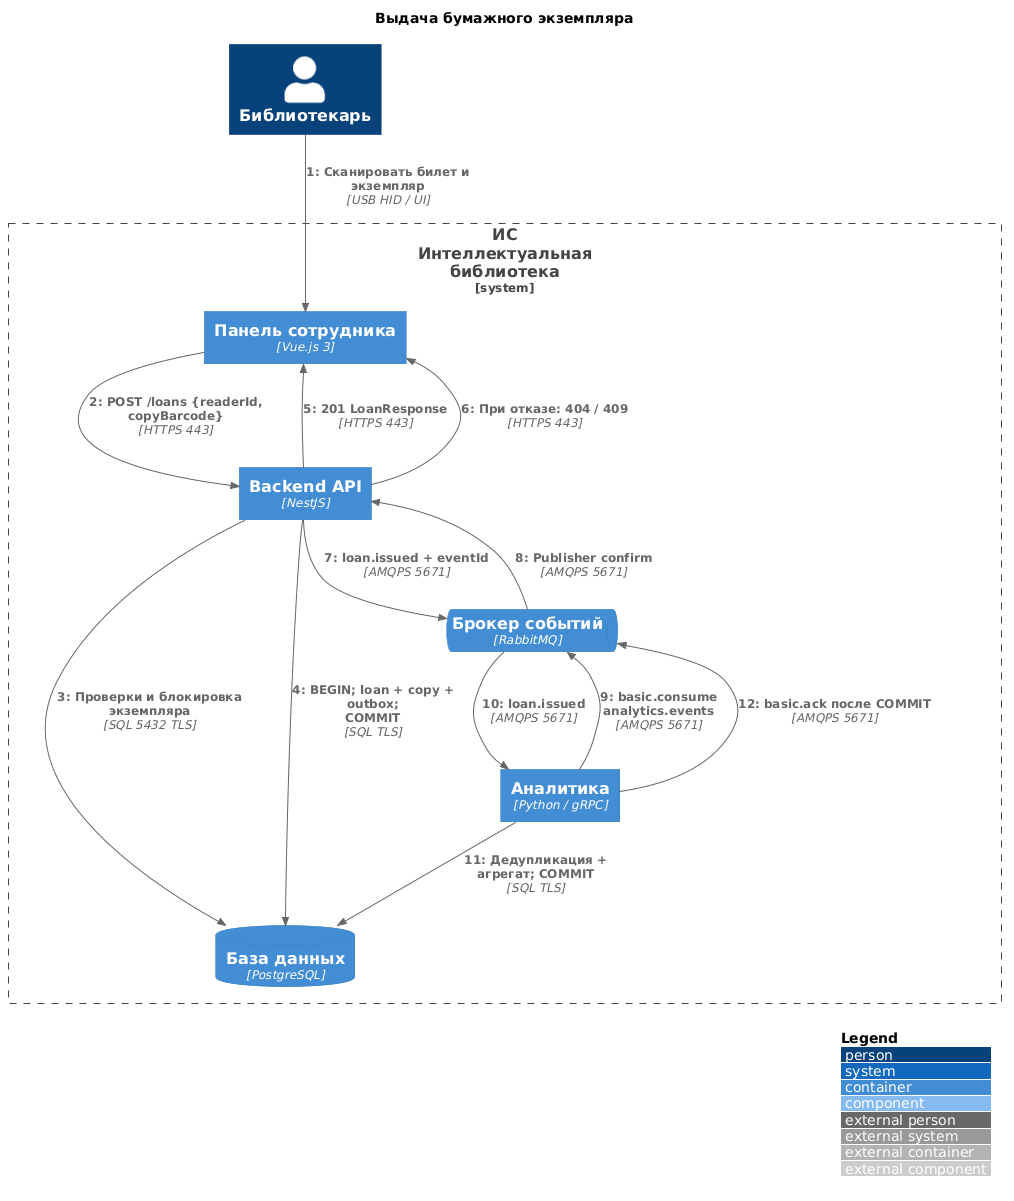 Выдача бумажного экземпляра
Библиотекарь
1: Сканировать билет и
экземпляр
[USB HID / UI]
ИС
Интеллектуальная
библиотека
[system]
Панель сотрудника
[Vue.js 3]
2: POST /loans {readerId,
copyBarcode}
[HTTPS 443]
5: 201 LoanResponse
[HTTPS 443]
6: При отказе: 404 / 409
[HTTPS 443]
Backend API
[NestJS]
7: loan.issued + eventId
[AMQPS 5671]
8: Publisher confirm
[AMQPS 5671]
Брокер событий
[RabbitMQ]
3: Проверки и блокировка
экземпляра
[SQL 5432 TLS]
4: BEGIN; loan + copy +
outbox;
COMMIT
[SQL TLS]
10: loan.issued
[AMQPS 5671]
9: basic.consume
analytics.events
[AMQPS 5671]
12: basic.ack после COMMIT
[AMQPS 5671]
Аналитика
[Python / gRPC]
11: Дедупликация +
агрегат; COMMIT
[SQL TLS]
База данных
[PostgreSQL]
Legend
person
system
container
component
external person
external system
external container
external component